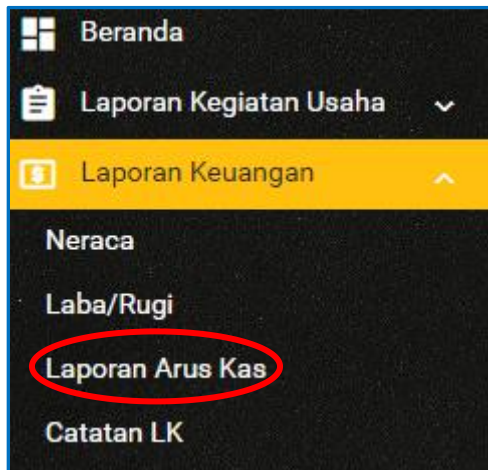 Beranda
Laporan Kegiatan Usaha
Laporan Keuangan
Neraca
Laba/Rugi
Laporan Arus Kas
Catatan LK